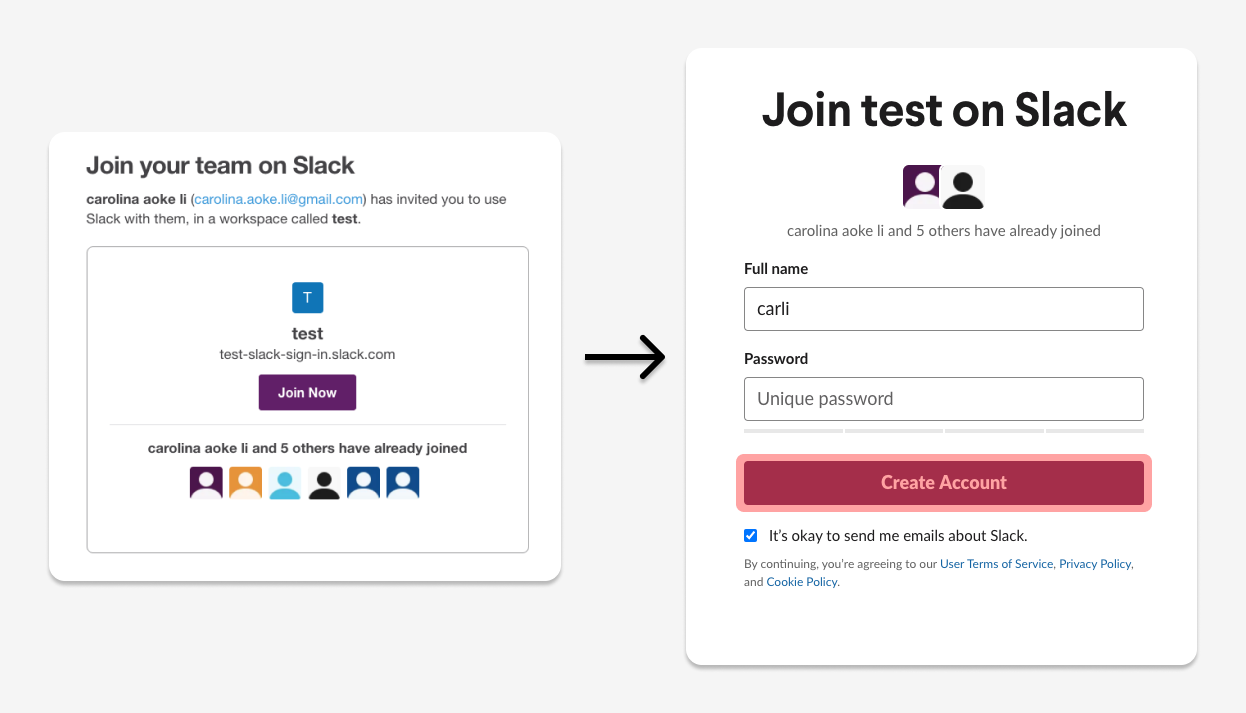 Join your team on Slack
carolina aoke li (carolina.aoke.li@gmail.com) has invited you to use
Slack with them, in a workspace called test.
T
test
test-slack-sign-in.slack.com
Join Now
carolina aoke li and 5 others have already joined
Join test on Slack
carolina aoke li and 5 others have already joined
Full name
carli
Password
Unique password
Create Account
It’s okay to send me emails about Slack.
By continuing, you’re agreeing to our User Terms of Service, Privacy Policy,
and Cookie Policy.